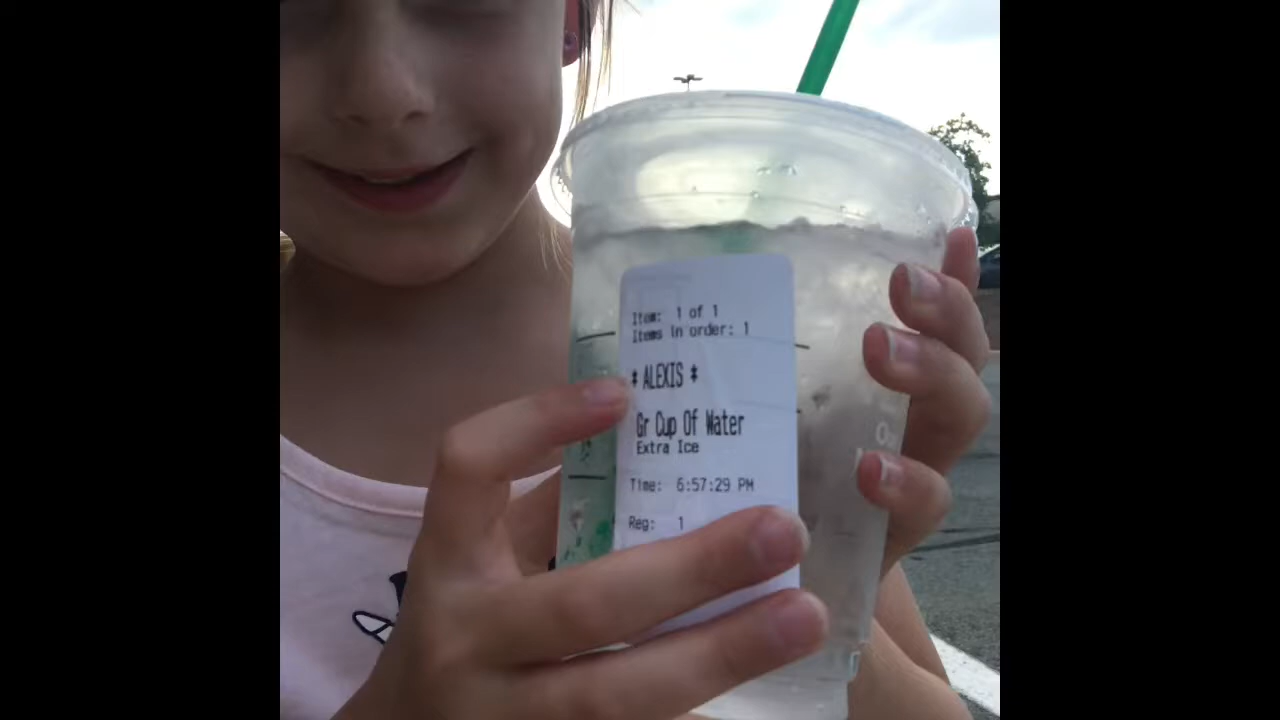 Item: 1 of 1
Items in order: 1
* ALEXIS *
Gr Cup Of Water
Extra Ice
Time: 6:57:29 PM
Reg: 1